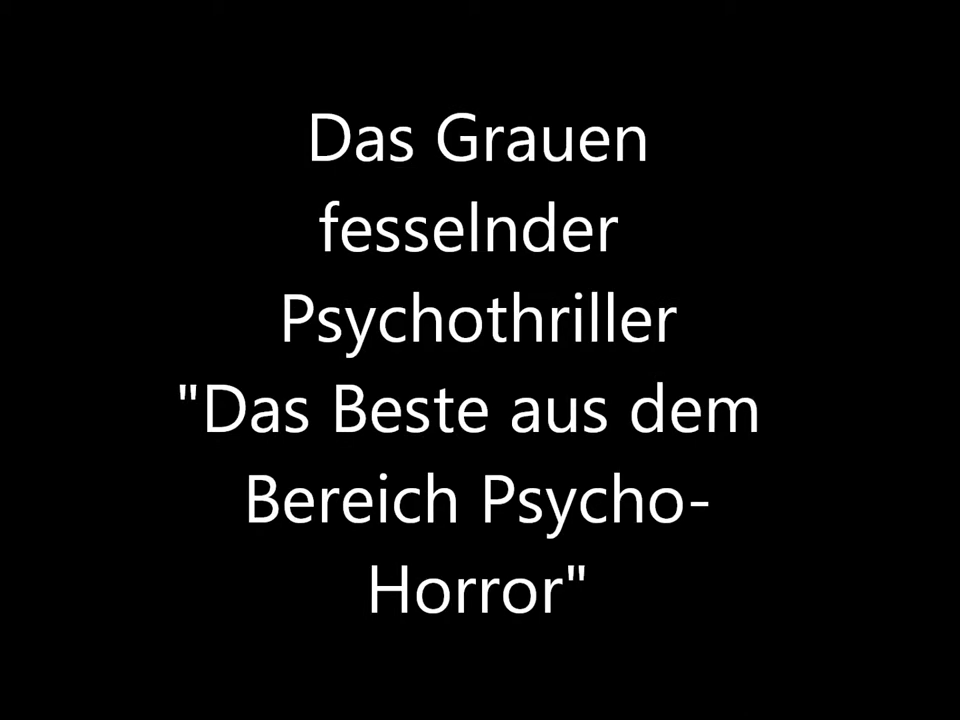 Das Grauen
fesselnder
Psychothriller
"Das Beste aus dem
Bereich Psycho-
Horror"